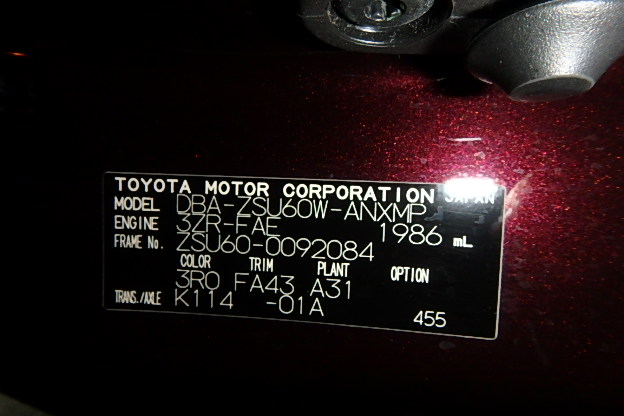 TOYOTA MOTOR CORPORATION JAPAN
MODEL DBA-ZSU60W-ANXMP
ENGINE 3ZR-FAE 1986 mL
FRAME No. ZSU60-0092084
COLOR TRIM PLANT OPTION
3R0 FA43 A31
TRANS./AXLE K114 -01A
455